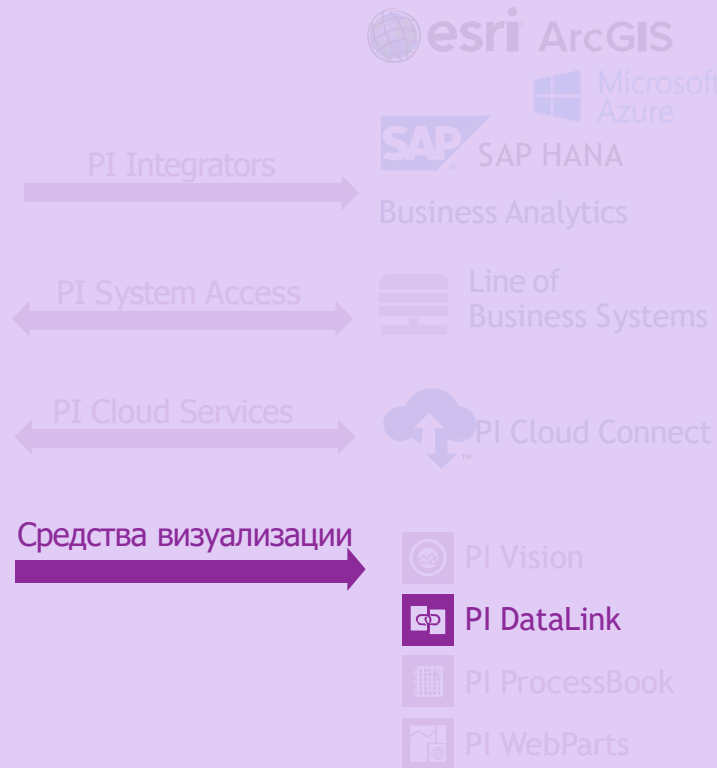 esri ArcGIS
Microsoft
Azure
PI Integrators
SAP SAP HANA
Business Analytics
PI System Access
Line of
Business Systems
PI Cloud Services
PI Cloud Connect
TM
Средства визуализации
PI Vision
PI DataLink
PI ProcessBook
PI WebParts